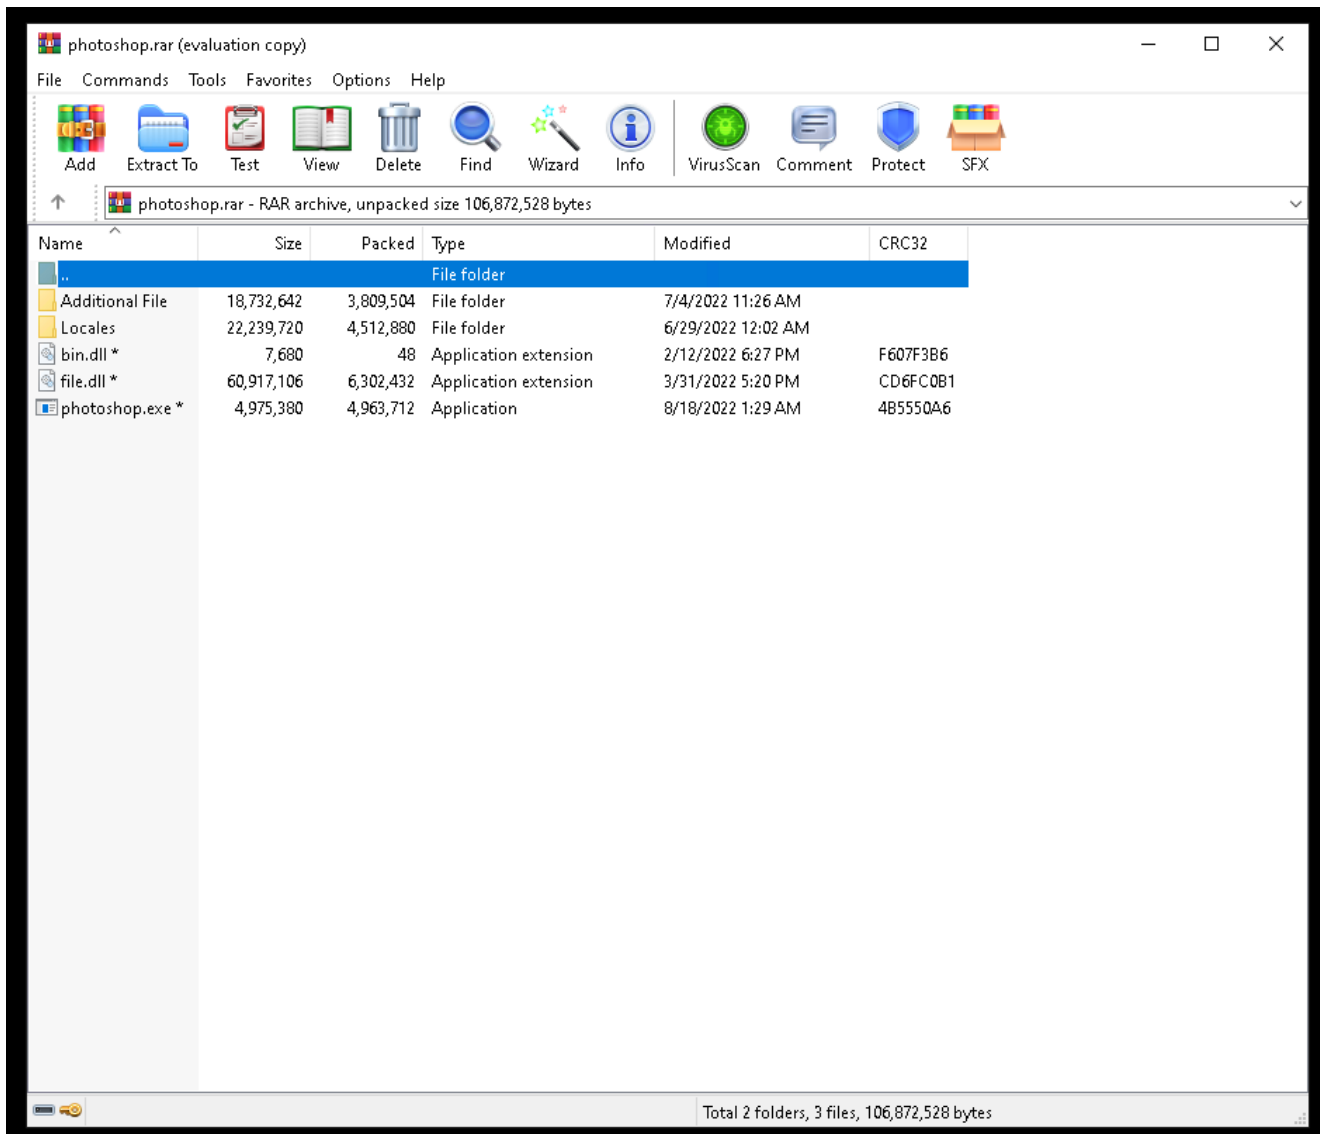 photoshop.rar (evaluation copy)
File Commands Tools Favorites Options Help
Add Extract To Test View Delete Find Wizard Info VirusScan Comment Protect SFX
photoshop.rar - RAR archive, unpacked size 106,872,528 bytes
Name Size Packed Type Modified CRC32
.. File folder
Additional File 18,732,642 3,809,504 File folder 7/4/2022 11:26 AM
Locales 22,239,720 4,512,880 File folder 6/29/2022 12:02 AM
bin.dll * 7,680 48 Application extension 2/12/2022 6:27 PM F607F3B6
file.dll * 60,917,106 6,302,432 Application extension 3/31/2022 5:20 PM CD6FC0B1
photoshop.exe * 4,975,380 4,963,712 Application 8/18/2022 1:29 AM 4B5550A6
Total 2 folders, 3 files, 106,872,528 bytes